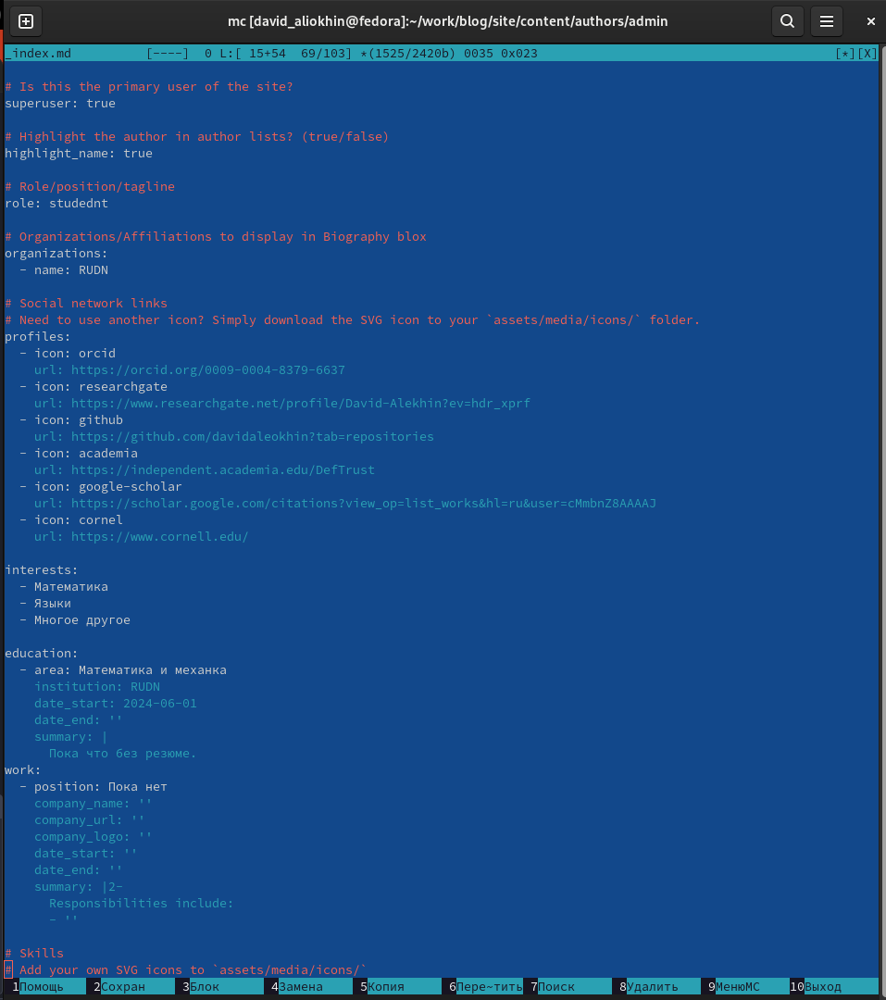 mc [david_aliokhin@fedora]:~/work/blog/site/content/authors/admin
_index.md [----] 0 L:[ 15+54 69/103] *(1525/2420b) 0035 0x023 [*][X]
# Is this the primary user of the site?
superuser: true
# Highlight the author in author lists? (true/false)
highlight_name: true
# Role/position/tagline
role: studednt
# Organizations/Affiliations to display in Biography blox
organizations:
- name: RUDN
# Social network links
# Need to use another icon? Simply download the SVG icon to your `assets/media/icons/` folder.
profiles:
- icon: orcid
url: https://orcid.org/0009-0004-8379-6637
- icon: researchgate
url: https://www.researchgate.net/profile/David-Alekhin?ev=hdr_xprf
- icon: github
url: https://github.com/davidaleokhin?tab=repositories
- icon: academia
url: https://independent.academia.edu/DefTrust
- icon: google-scholar
url: https://scholar.google.com/citations?view_op=list_works&hl=ru&user=cMmbnZ8AAAAJ
- icon: cornel
url: https://www.cornell.edu/
interests:
- Математика
- Языки
- Многое другое
education:
- area: Математика и механка
institution: RUDN
date_start: 2024-06-01
date_end: ''
summary: |
Пока что без резюме.
work:
- position: Пока нет
company_name: ''
company_url: ''
company_logo: ''
date_start: ''
date_end: ''
summary: |2-
Responsibilities include:
- ''
# Skills
# Add your own SVG icons to `assets/media/icons/`
1Помощь 2Сохран 3Блок 4Замена 5Копия 6Пере~тить 7Поиск 8Удалить 9МенюМС 10Выход